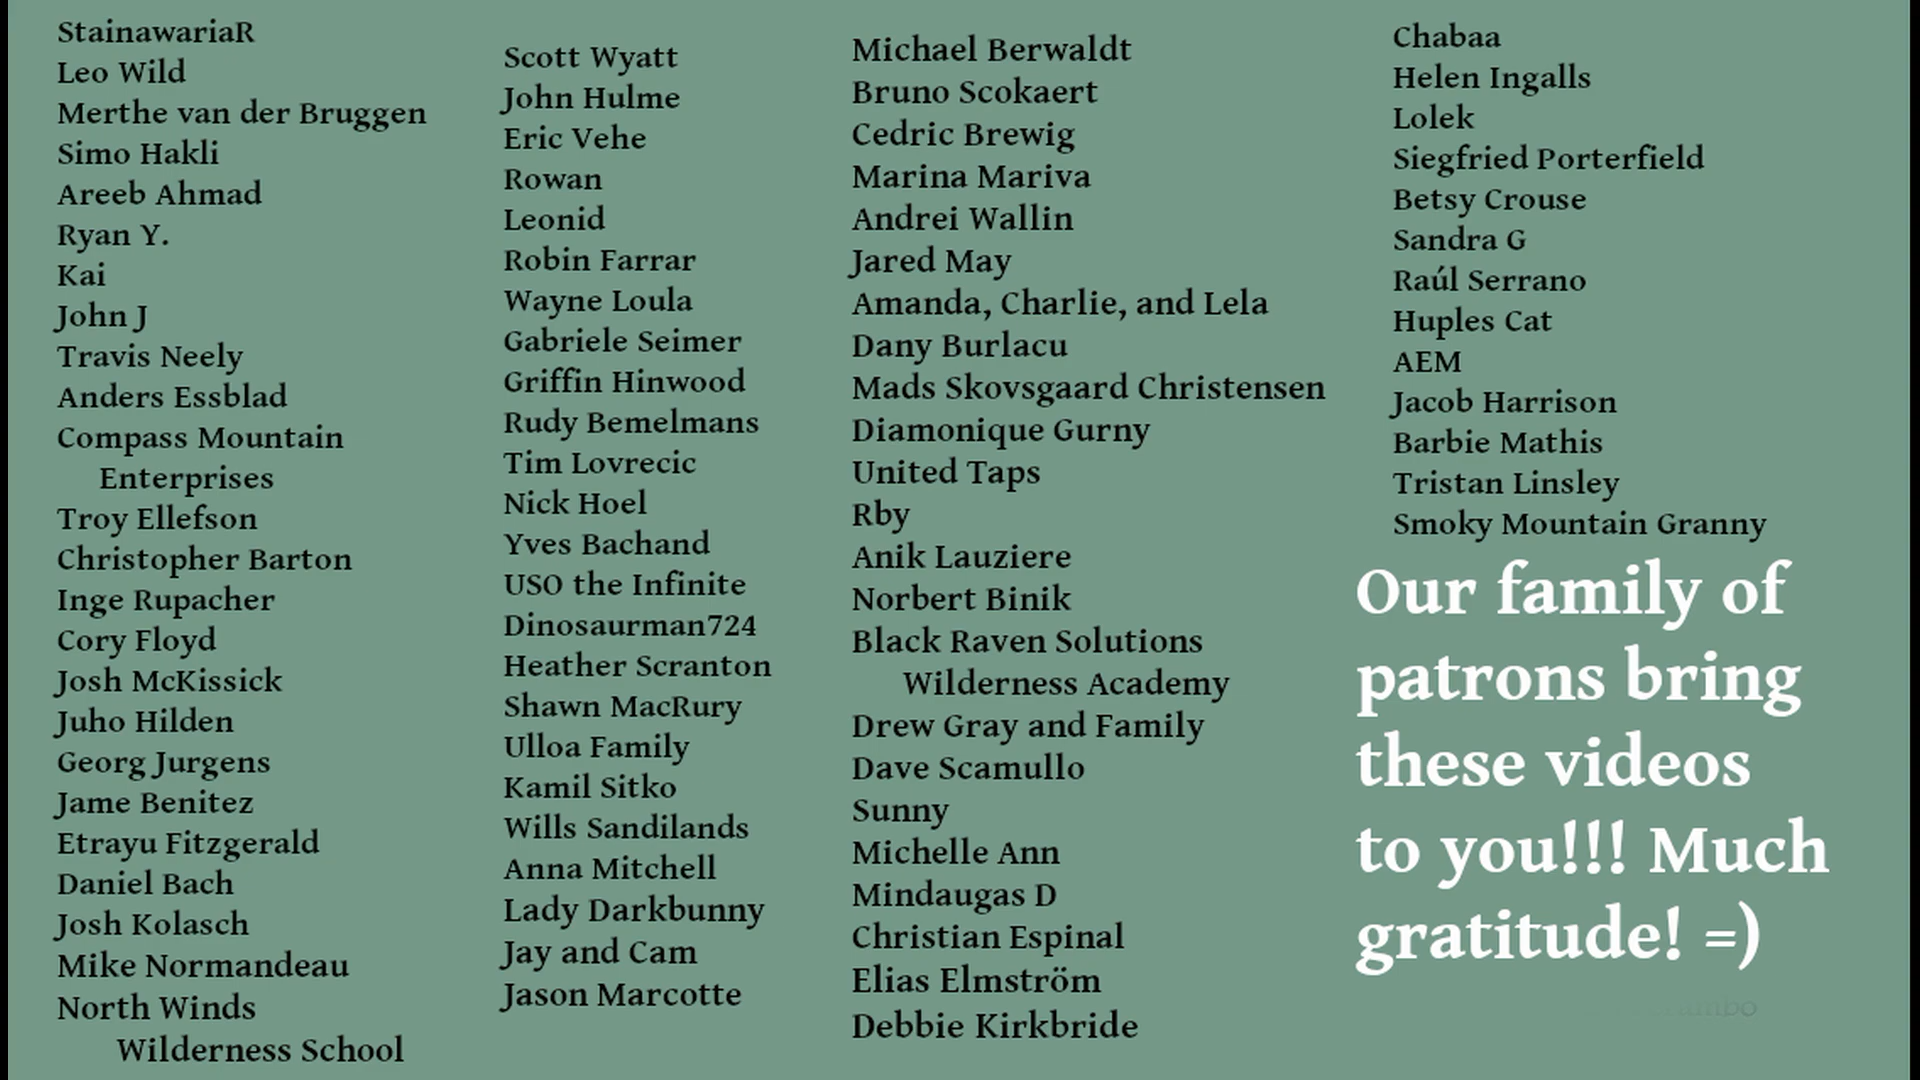 StainawariaR
Leo Wild
Merthe van der Bruggen
Simo Hakli
Areeb Ahmad
Ryan Y.
Kai
John J
Travis Neely
Anders Essblad
Compass Mountain
Enterprises
Troy Ellefson
Christopher Barton
Inge Rupacher
Cory Floyd
Josh McKissick
Juho Hilden
Georg Jurgens
Jame Benitez
Etrayu Fitzgerald
Daniel Bach
Josh Kolasch
Mike Normandeau
North Winds
Wilderness School
Scott Wyatt
John Hulme
Eric Vehe
Rowan
Leonid
Robin Farrar
Wayne Loula
Gabriele Seimer
Griffin Hinwood
Rudy Bemelmans
Tim Lovrecic
Nick Hoel
Yves Bachand
USO the Infinite
Dinosaurman724
Heather Scranton
Shawn MacRury
Ulloa Family
Kamil Sitko
Wills Sandilands
Anna Mitchell
Lady Darkbunny
Jay and Cam
Jason Marcotte
Michael Berwaldt
Bruno Scokaert
Cedric Brewig
Marina Mariva
Andrei Wallin
Jared May
Amanda, Charlie, and Lela
Dany Burlacu
Mads Skovsgaard Christensen
Diamonique Gurny
United Taps
Rby
Anik Lauziere
Norbert Binik
Black Raven Solutions
Wilderness Academy
Drew Gray and Family
Dave Scamullo
Sunny
Michelle Ann
Mindaugas D
Christian Espinal
Elias Elmström
Debbie Kirkbride
Chabaa
Helen Ingalls
Lolek
Siegfried Porterfield
Betsy Crouse
Sandra G
Raúl Serrano
Huples Cat
AEM
Jacob Harrison
Barbie Mathis
Tristan Linsley
Smoky Mountain Granny
Our family of
patrons bring
these videos
to you!!! Much
gratitude! =)